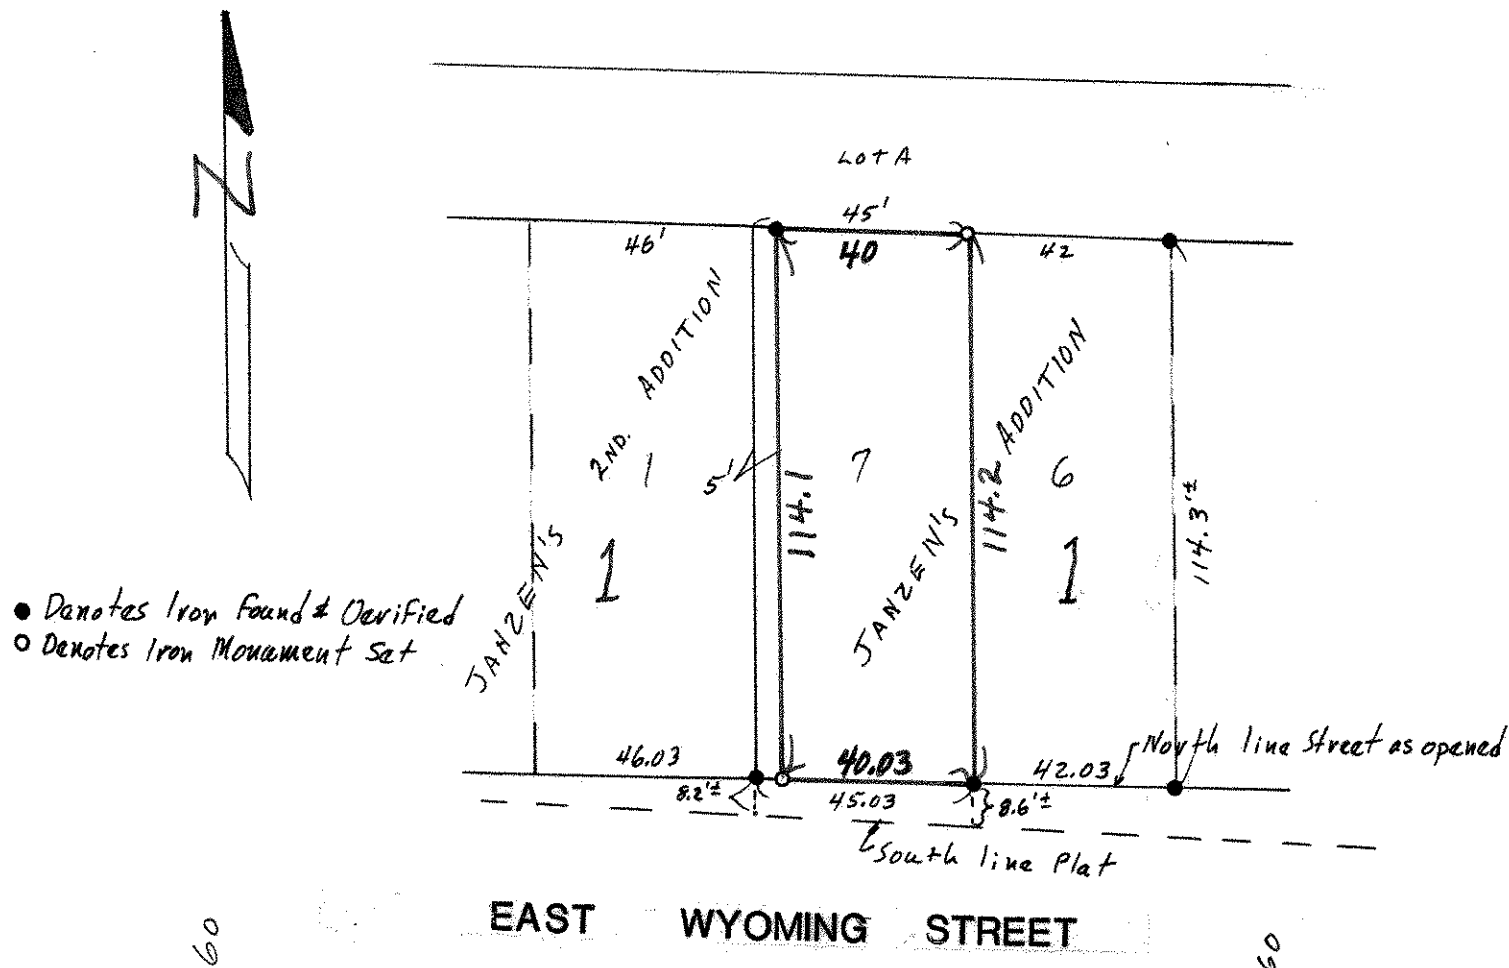 N
LOT A
45'
46'
40
42
2ND. ADDITION
JANZEN'S
1
1
5'
114.1
7
JANZEN'S ADDITION
114.2
6
1
114.3'±
● Denotes Iron Found & Verified
○ Denotes Iron Monument Set
North line Street as opened
46.03
40.03
42.03
8.2'±
45.03
8.6'±
South line Plat
EAST WYOMING STREET
60
60